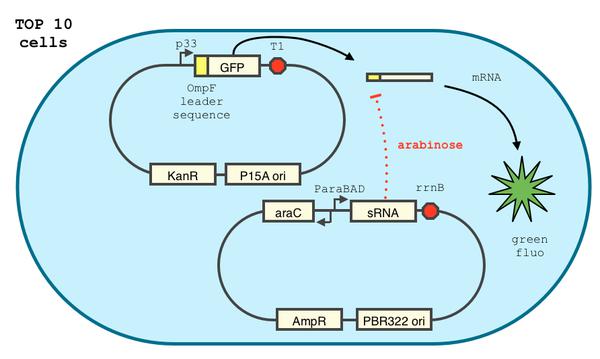 TOP 10
cells
p33
T1
GFP
OmpF
leader
sequence
mRNA
KanR
P15A ori
arabinose
ParaBAD
rrnB
araC
sRNA
green
fluo
AmpR
PBR322 ori